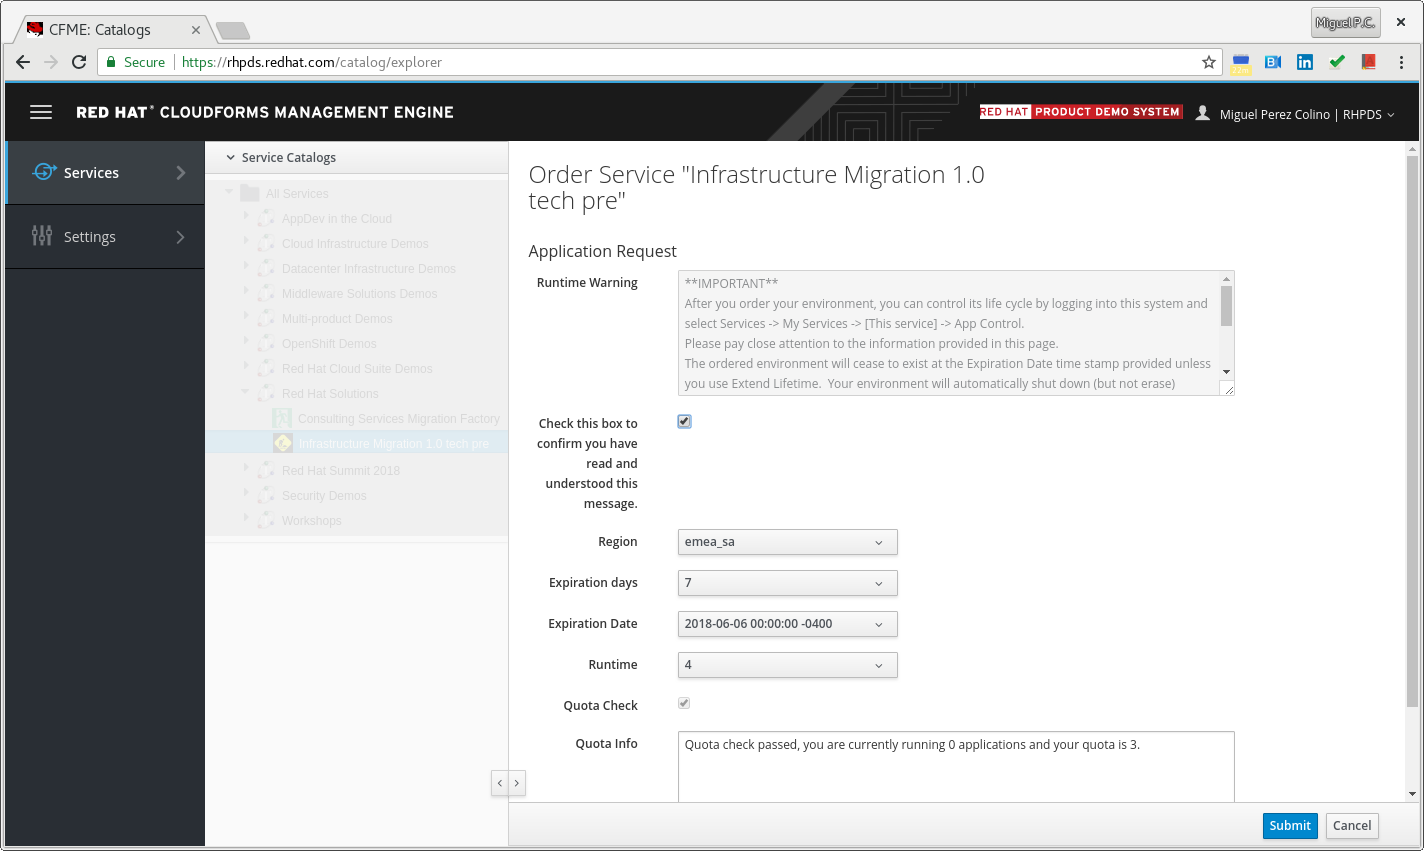 CFME: Catalogs
Miguel P.C.
Secure
https://rhpds.redhat.com/catalog/explorer
RED HAT® CLOUDFORMS MANAGEMENT ENGINE
RED HAT PRODUCT DEMO SYSTEM
Miguel Perez Colino | RHPDS
Services
Settings
Service Catalogs
All Services
AppDev in the Cloud
Cloud Infrastructure Demos
Datacenter Infrastructure Demos
Middleware Solutions Demos
Multi-product Demos
OpenShift Demos
Red Hat Cloud Suite Demos
Red Hat Solutions
Consulting Services Migration Factory
Infrastructure Migration 1.0 tech pre
Red Hat Summit 2018
Security Demos
Workshops
Order Service "Infrastructure Migration 1.0
tech pre"
Application Request
Runtime Warning
**IMPORTANT**
After you order your environment, you can control its life cycle by logging into this system and
select Services -> My Services -> [This service] -> App Control.
Please pay close attention to the information provided in this page.
The ordered environment will cease to exist at the Expiration Date time stamp provided unless
you use Extend Lifetime.  Your environment will automatically shut down (but not erase)
Check this box to
confirm you have
read and
understood this
message.
Region
emea_sa
Expiration days
7
Expiration Date
2018-06-06 00:00:00 -0400
Runtime
4
Quota Check
Quota Info
Quota check passed, you are currently running 0 applications and your quota is 3.
Submit
Cancel